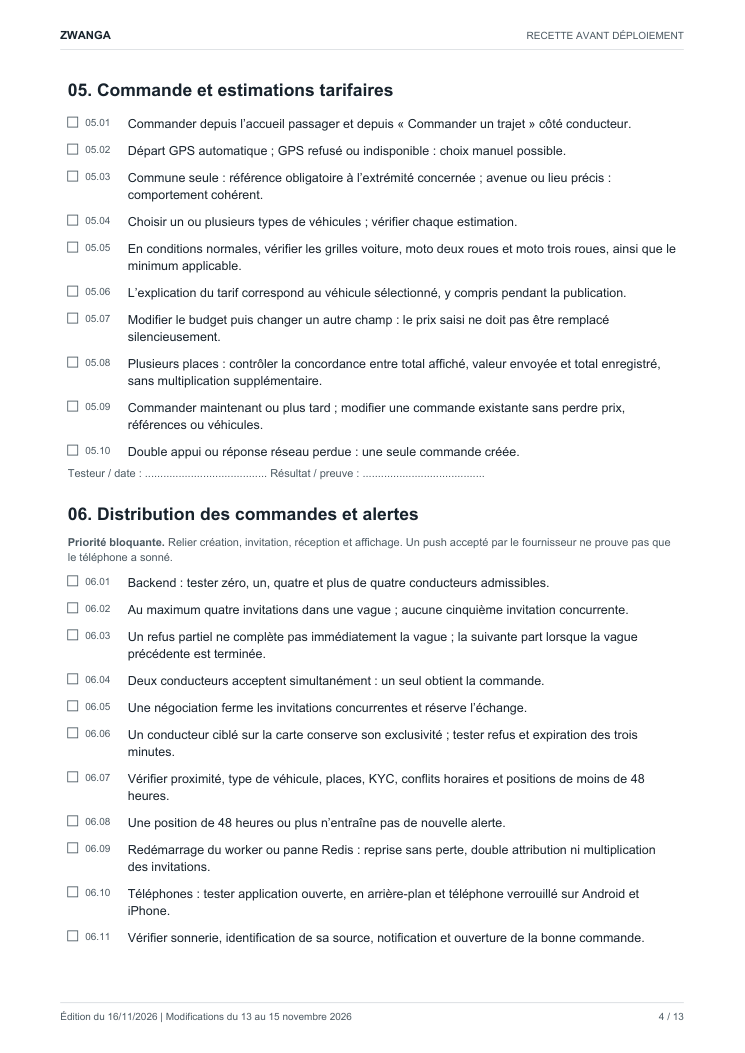 ZWANGA
RECETTE AVANT DÉPLOIEMENT
05. Commande et estimations tarifaires
05.01 Commander depuis l’accueil passager et depuis « Commander un trajet » côté conducteur.
05.02 Départ GPS automatique ; GPS refusé ou indisponible : choix manuel possible.
05.03 Commune seule : référence obligatoire à l’extrémité concernée ; avenue ou lieu précis :
comportement cohérent.
05.04 Choisir un ou plusieurs types de véhicules ; vérifier chaque estimation.
05.05 En conditions normales, vérifier les grilles voiture, moto deux roues et moto trois roues, ainsi que le
minimum applicable.
05.06 L’explication du tarif correspond au véhicule sélectionné, y compris pendant la publication.
05.07 Modifier le budget puis changer un autre champ : le prix saisi ne doit pas être remplacé
silencieusement.
05.08 Plusieurs places : contrôler la concordance entre total affiché, valeur envoyée et total enregistré,
sans multiplication supplémentaire.
05.09 Commander maintenant ou plus tard ; modifier une commande existante sans perdre prix,
références ou véhicules.
05.10 Double appui ou réponse réseau perdue : une seule commande créée.
Testeur / date : ........................................ Résultat / preuve : ........................................
06. Distribution des commandes et alertes
Priorité bloquante. Relier création, invitation, réception et affichage. Un push accepté par le fournisseur ne prouve pas que
le téléphone a sonné.
06.01 Backend : tester zéro, un, quatre et plus de quatre conducteurs admissibles.
06.02 Au maximum quatre invitations dans une vague ; aucune cinquième invitation concurrente.
06.03 Un refus partiel ne complète pas immédiatement la vague ; la suivante part lorsque la vague
précédente est terminée.
06.04 Deux conducteurs acceptent simultanément : un seul obtient la commande.
06.05 Une négociation ferme les invitations concurrentes et réserve l’échange.
06.06 Un conducteur ciblé sur la carte conserve son exclusivité ; tester refus et expiration des trois
minutes.
06.07 Vérifier proximité, type de véhicule, places, KYC, conflits horaires et positions de moins de 48
heures.
06.08 Une position de 48 heures ou plus n’entraîne pas de nouvelle alerte.
06.09 Redémarrage du worker ou panne Redis : reprise sans perte, double attribution ni multiplication
des invitations.
06.10 Téléphones : tester application ouverte, en arrière-plan et téléphone verrouillé sur Android et
iPhone.
06.11 Vérifier sonnerie, identification de sa source, notification et ouverture de la bonne commande.
Édition du 16/11/2026 | Modifications du 13 au 15 novembre 2026
4 / 13